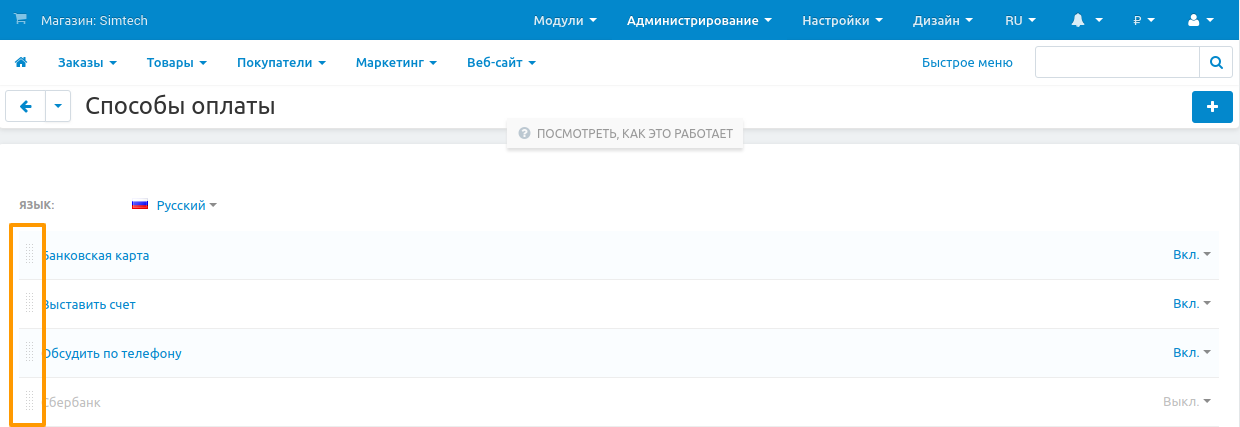 Магазин: Simtech Модули Администрирование Настройки Дизайн RU ₽
Заказы Товары Покупатели Маркетинг Веб-сайт Быстрое меню
Способы оплаты
ПОСМОТРЕТЬ, КАК ЭТО РАБОТАЕТ
ЯЗЫК: Русский
Банковская карта Вкл.
Выставить счет Вкл.
Обсудить по телефону Вкл.
Сбербанк Выкл.